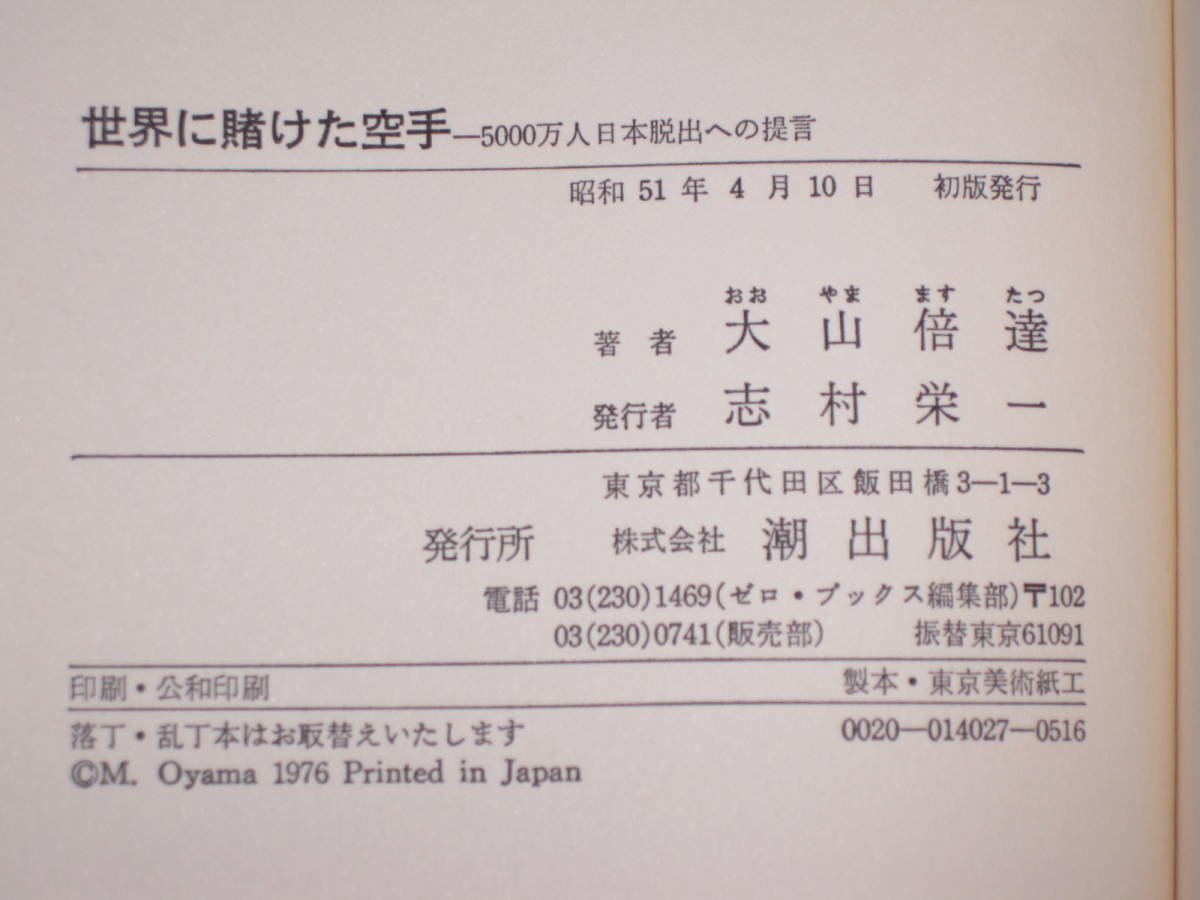 世界に賭けた空手―5000万人日本脱出への提言
昭和 51 年 4 月 10 日 初版発行
おお やま ます たつ
著者 大山倍達
発行者 志村栄一
東京都千代田区飯田橋3―1―3
発行所 株式会社 潮出版社
電話 03(230)1469(ゼロ・ブックス編集部)〒102
03(230)0741(販売部) 振替東京61091
印刷・公和印刷 製本・東京美術紙工
落丁・乱丁本はお取替えいたします 0020―014027―0516
©M. Oyama 1976 Printed in Japan